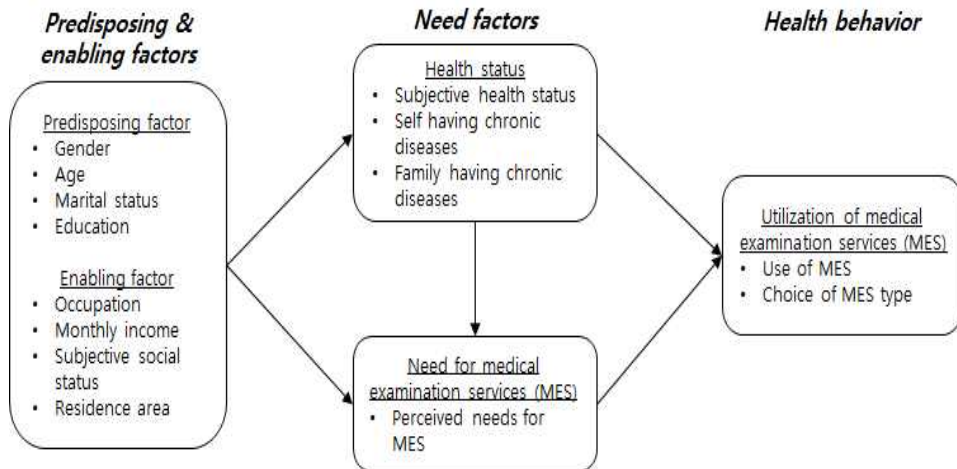 Predisposing &
enabling factors
Predisposing factor
• Gender
• Age
• Marital status
• Education
Enabling factor
• Occupation
• Monthly income
• Subjective social
status
• Residence area
Need factors
Health status
• Subjective health status
• Self having chronic
diseases
• Family having chronic
diseases
Need for medical
examination services (MES)
• Perceived needs for
MES
Health behavior
Utilization of medical
examination services (MES)
• Use of MES
• Choice of MES type